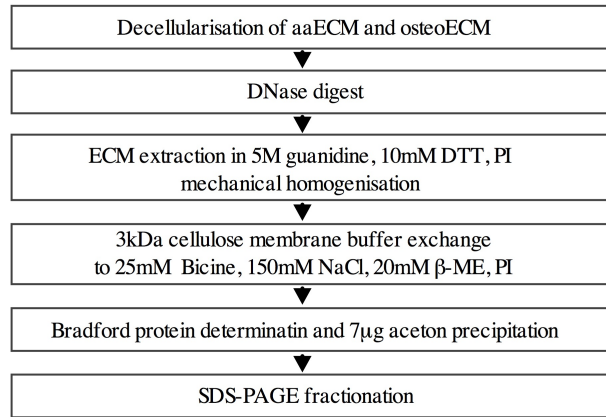 Decellularisation of aaECM and osteoECM
DNase digest
ECM extraction in 5M guanidine, 10mM DTT, PI
mechanical homogenisation
3kDa cellulose membrane buffer exchange
to 25mM Bicine, 150mM NaCl, 20mM β-ME, PI
Bradford protein determinatin and 7µg aceton precipitation
SDS-PAGE fractionation